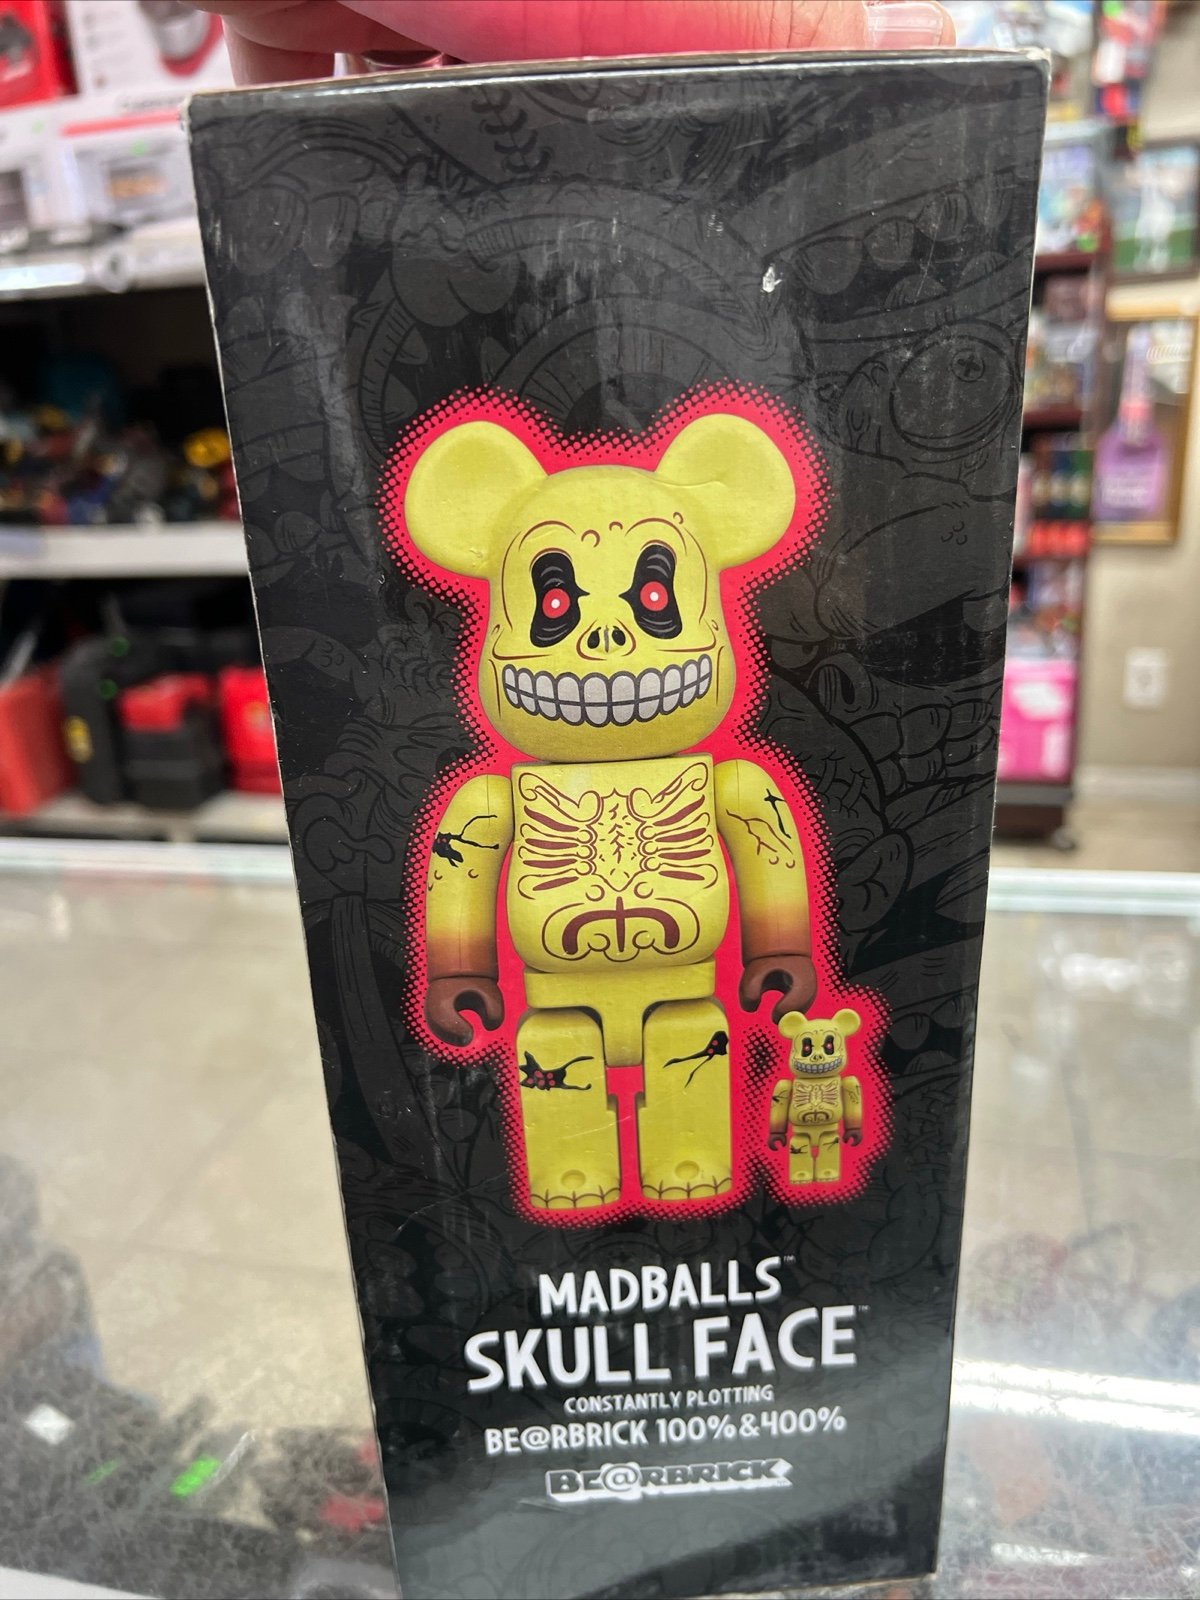 MADBALLS™
SKULL FACE™
CONSTANTLY PLOTTING
BE@RBRICK 100% & 400%
BE@RBRICK